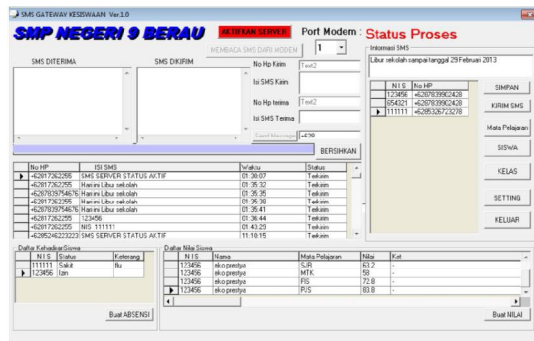 SMS GATEWAY KESISWAAN Ver.1.0
SMP NEGERI 9 BERAU
AKTIFKAN SERVER
Port Modem :
Status Proses
MEMBACA SMS DARI MODEM
1
Informasi SMS
Libur sekolah sampai tanggal 29 Februari 2013
SMS DITERIMA
SMS DIKIFIM
No Hp Kirim
Text2
Isi SMS Kirim
No Hp terima
Text2
Isi SMS Terima
Send Message
+628
BERSIHKAN
N I S No HP
123456 +6287839902428
654321 +6287839902428
111111 +6285326723278
SIMPAN
KIRIM SMS
Mata Pelajaran
SISWA
KELAS
SETTING
KELUAR
No HP ISI SMS Waktu Status
+62817262255 SMS SERVER STATUS AKTIF 01:30:07 Terkirim
+62817262255 Hari ini Libur sekolah 01:35:32 Terkirim
+6287839754676 Hari ini Libur sekolah 01:35:35 Terkirim
+62817262255 Hari ini Libur sekolah 01:35:38 Terkirim
+6287839754676 Hari ini Libur sekolah 01:35:41 Terkirim
+62817262255 123456 01:36:44 Terkirim
+62817262255 NIS 111111 01:43:29 Terkirim
+6285246223223 SMS SERVER STATUS AKTIF 11:10:15 Terkirim
Daftar Kehadiran Siswa
N I S Status Keterang
111111 Sakit flu
123456 Izin
Buat ABSENSI
Daftar Nilai Siswa
N I S Nama Mata Pelajaran Nilai Ket
123456 eko prestya SJR 63.2 -
123456 eko prestya MTK 58 -
123456 eko prestya FIS 72.8 -
123456 eko prestya PJS 83.8 -
Buat NILAI